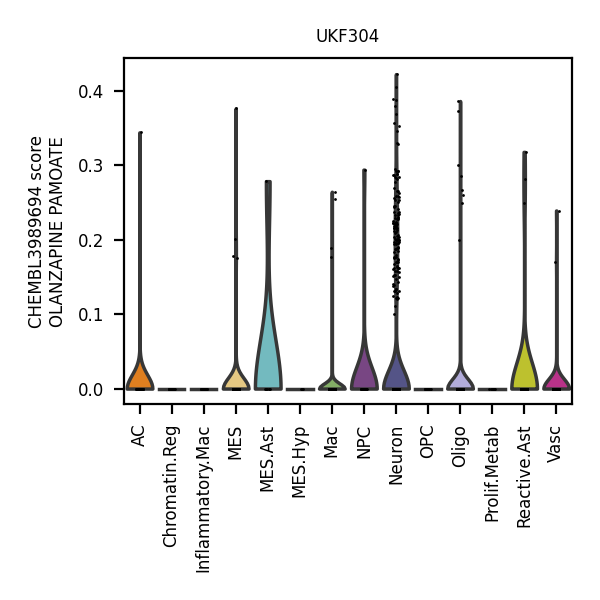 UKF304
CHEMBL3989694 score
OLANZAPINE PAMOATE
0.4
0.3
0.2
0.1
0.0
AC
Chromatin.Reg
Inflammatory.Mac
MES
MES.Ast
MES.Hyp
Mac
NPC
Neuron
OPC
Oligo
Prolif.Metab
Reactive.Ast
Vasc